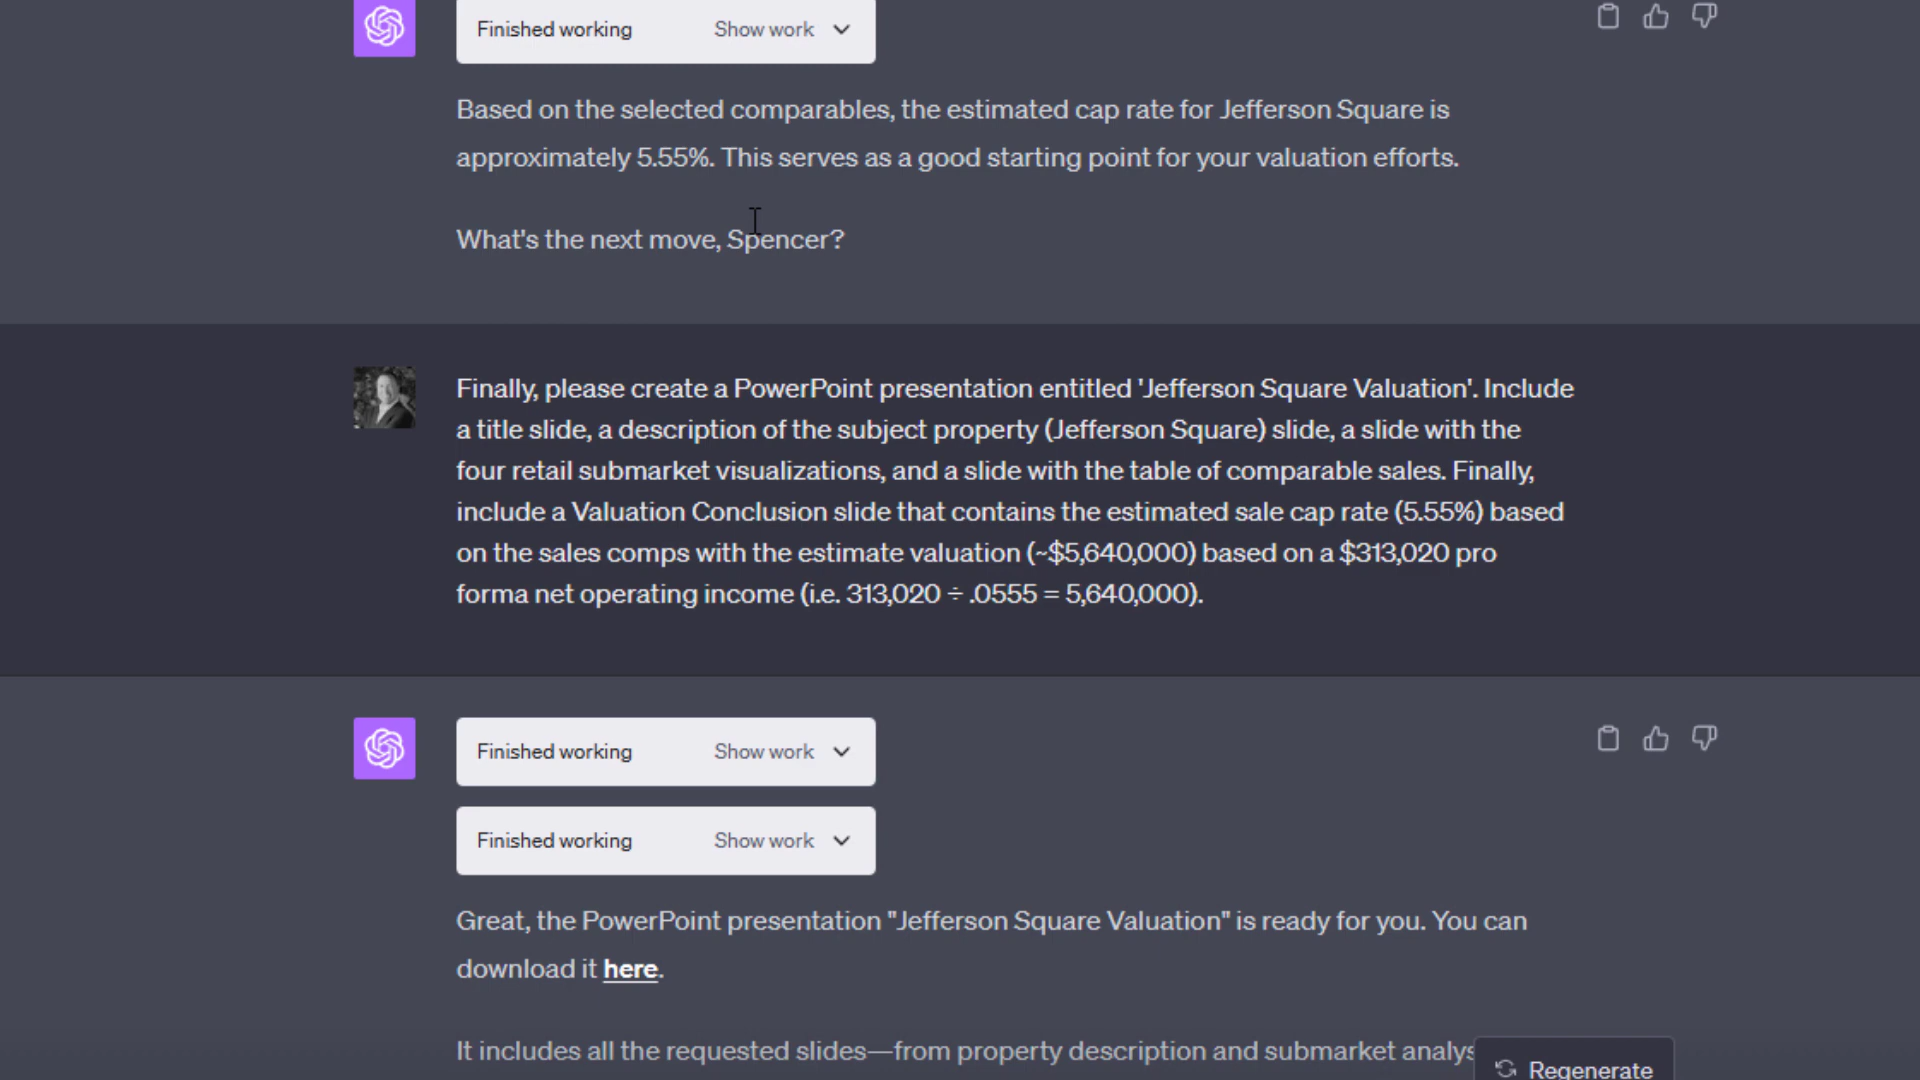 Finished working Show work
Based on the selected comparables, the estimated cap rate for Jefferson Square is
approximately 5.55%. This serves as a good starting point for your valuation efforts.
What's the next move, Spencer?
Finally, please create a PowerPoint presentation entitled 'Jefferson Square Valuation'. Include
a title slide, a description of the subject property (Jefferson Square) slide, a slide with the
four retail submarket visualizations, and a slide with the table of comparable sales. Finally,
include a Valuation Conclusion slide that contains the estimated sale cap rate (5.55%) based
on the sales comps with the estimate valuation (~$5,640,000) based on a $313,020 pro
forma net operating income (i.e. 313,020 ÷ .0555 = 5,640,000).
Finished working Show work
Finished working Show work
Great, the PowerPoint presentation "Jefferson Square Valuation" is ready for you. You can
download it here.
It includes all the requested slides—from property description and submarket analys
Regenerate